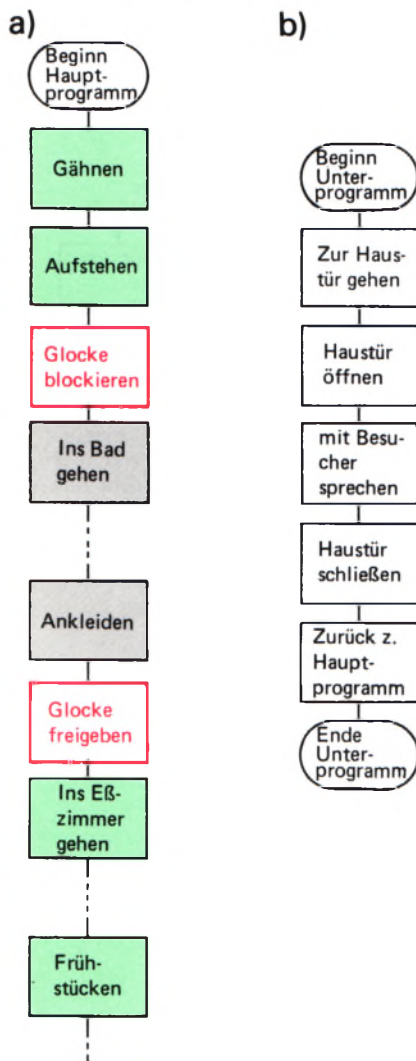 a)
Beginn
Haupt-
programm
Gähnen
Aufstehen
Glocke
blockieren
Ins Bad
gehen
Ankleiden
Glocke
freigeben
Ins Eß-
zimmer
gehen
Früh-
stücken
b)
Beginn
Unter-
programm
Zur Haus-
tür gehen
Haustür
öffnen
mit Besu-
cher
sprechen
Haustür
schließen
Zurück z.
Haupt-
programm
Ende
Unter-
programm